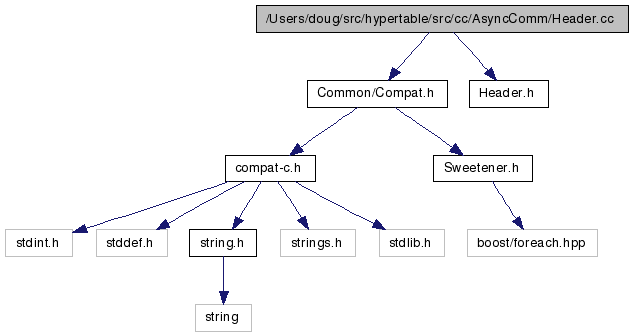 /Users/doug/src/hypertable/src/cc/AsyncComm/Header.cc
Common/Compat.h
Header.h
compat-c.h
Sweetener.h
stdint.h
stddef.h
string.h
strings.h
stdlib.h
boost/foreach.hpp
string